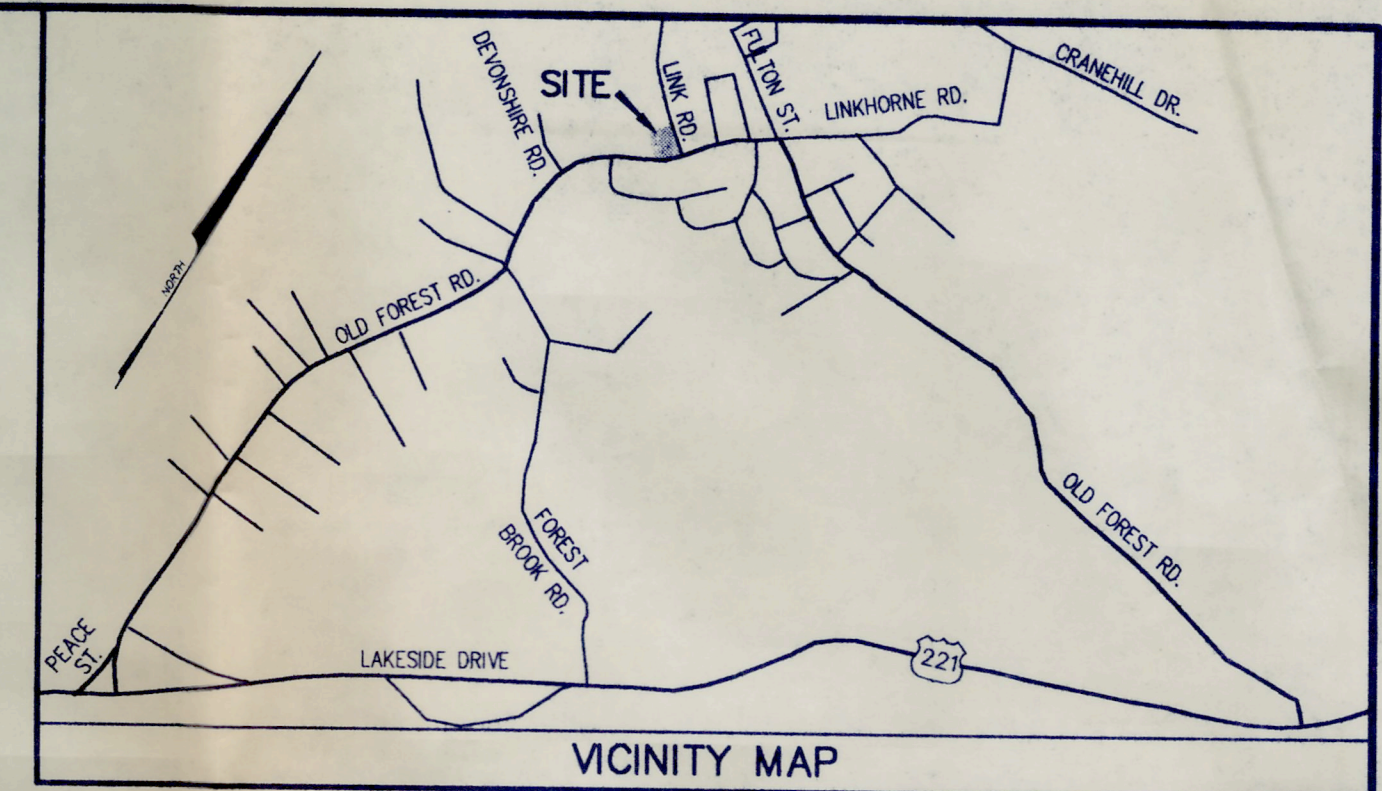 DEVONSHIRE RD.
SITE
LINK RD.
FULTON ST.
LINKHORNE RD.
CRANEHILL DR.
NORTH
OLD FOREST RD.
FOREST
BROOK RD.
OLD FOREST RD.
PEACE
ST.
LAKESIDE DRIVE
221
VICINITY MAP